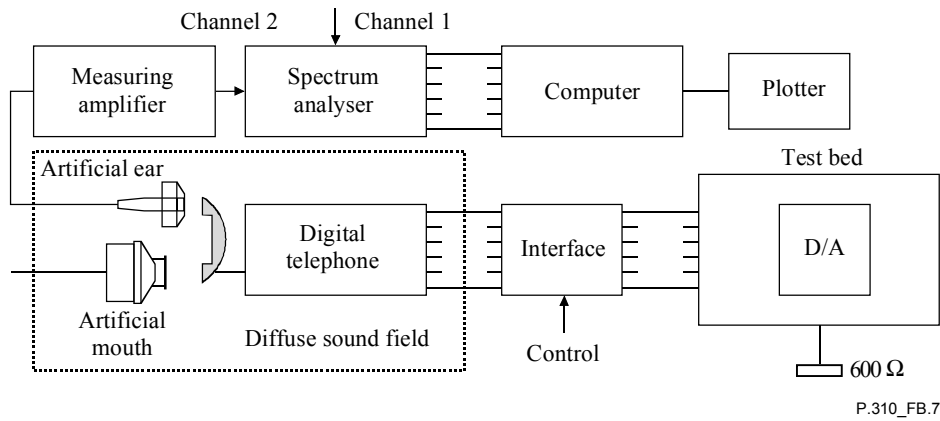 Channel 2
Channel 1
Measuring
amplifier
Spectrum
analyser
Computer
Plotter
Artificial ear
Test bed
Digital
telephone
Interface
D/A
Artificial
mouth
Diffuse sound field
Control
600 Ω
P.310_FB.7